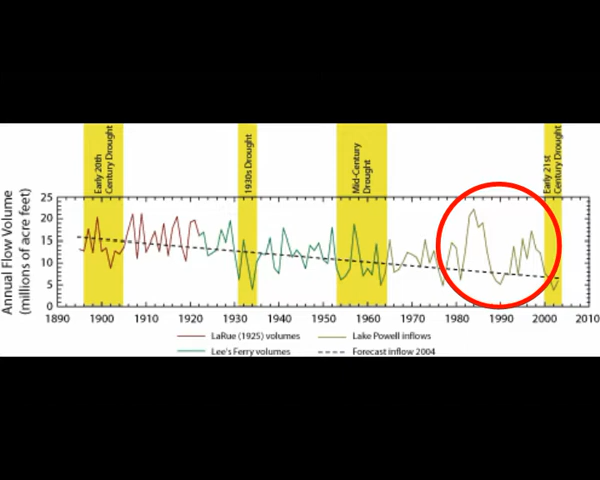 Early 20th
Century Drought
1930s Drought
Mid-Century
Drought
Early 21st
Century Drought
Annual Flow Volume
(millions of acre feet)
25
20
15
10
5
0
1890 1900 1910 1920 1930 1940 1950 1960 1970 1980 1990 2000 2010
LaRue (1925) volumes
Lake Powell inflows
Lee's Ferry volumes
Forecast inflow 2004